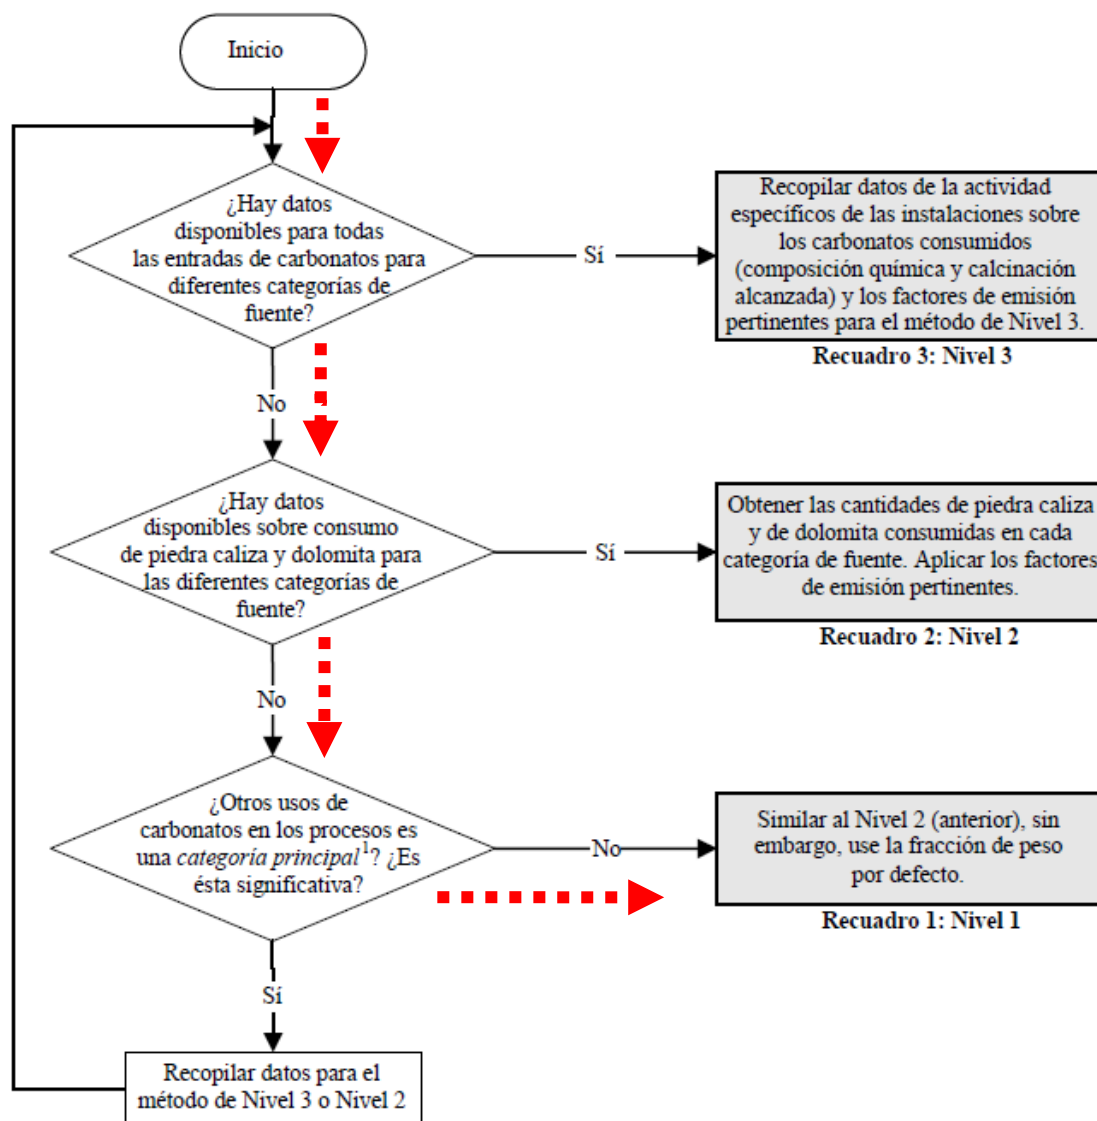 Inicio
¿Hay datos
disponibles para todas
las entradas de carbonatos para
diferentes categorías de
fuente?
Sí
Recopilar datos de la actividad
específicos de las instalaciones sobre
los carbonatos consumidos
(composición química y calcinación
alcanzada) y los factores de emisión
pertinentes para el método de Nivel 3.
Recuadro 3: Nivel 3
No
¿Hay datos
disponibles sobre consumo
de piedra caliza y dolomita para
las diferentes categorías de
fuente?
Sí
Obtener las cantidades de piedra caliza
y de dolomita consumidas en cada
categoría de fuente. Aplicar los factores
de emisión pertinentes.
Recuadro 2: Nivel 2
No
¿Otros usos de
carbonatos en los procesos es
una categoría principal¹? ¿Es
ésta significativa?
No
Similar al Nivel 2 (anterior), sin
embargo, use la fracción de peso
por defecto.
Recuadro 1: Nivel 1
Sí
Recopilar datos para el
método de Nivel 3 o Nivel 2